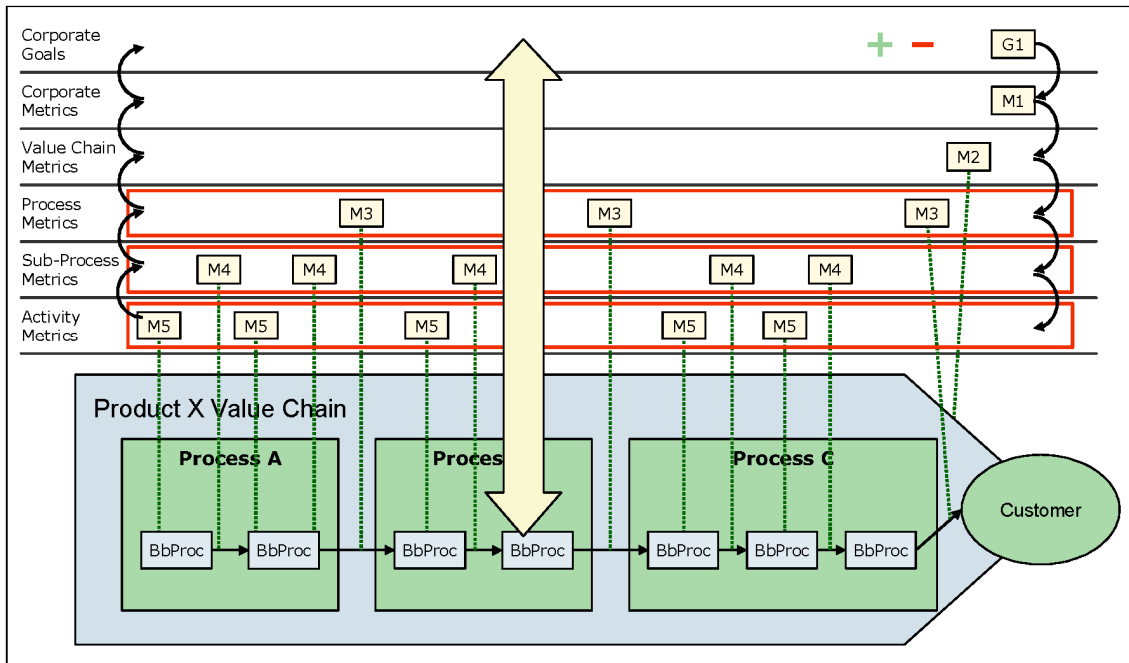 Corporate
Goals
+ −
G1
Corporate
Metrics
M1
Value Chain
Metrics
M2
Process
Metrics
M3
M3
M3
Sub-Process
Metrics
M4
M4
M4
M4
M4
Activity
Metrics
M5
M5
M5
M5
M5
Product X Value Chain
Process A
Proces
Process C
BbProc
BbProc
BbProc
BbProc
BbProc
BbProc
BbProc
Customer